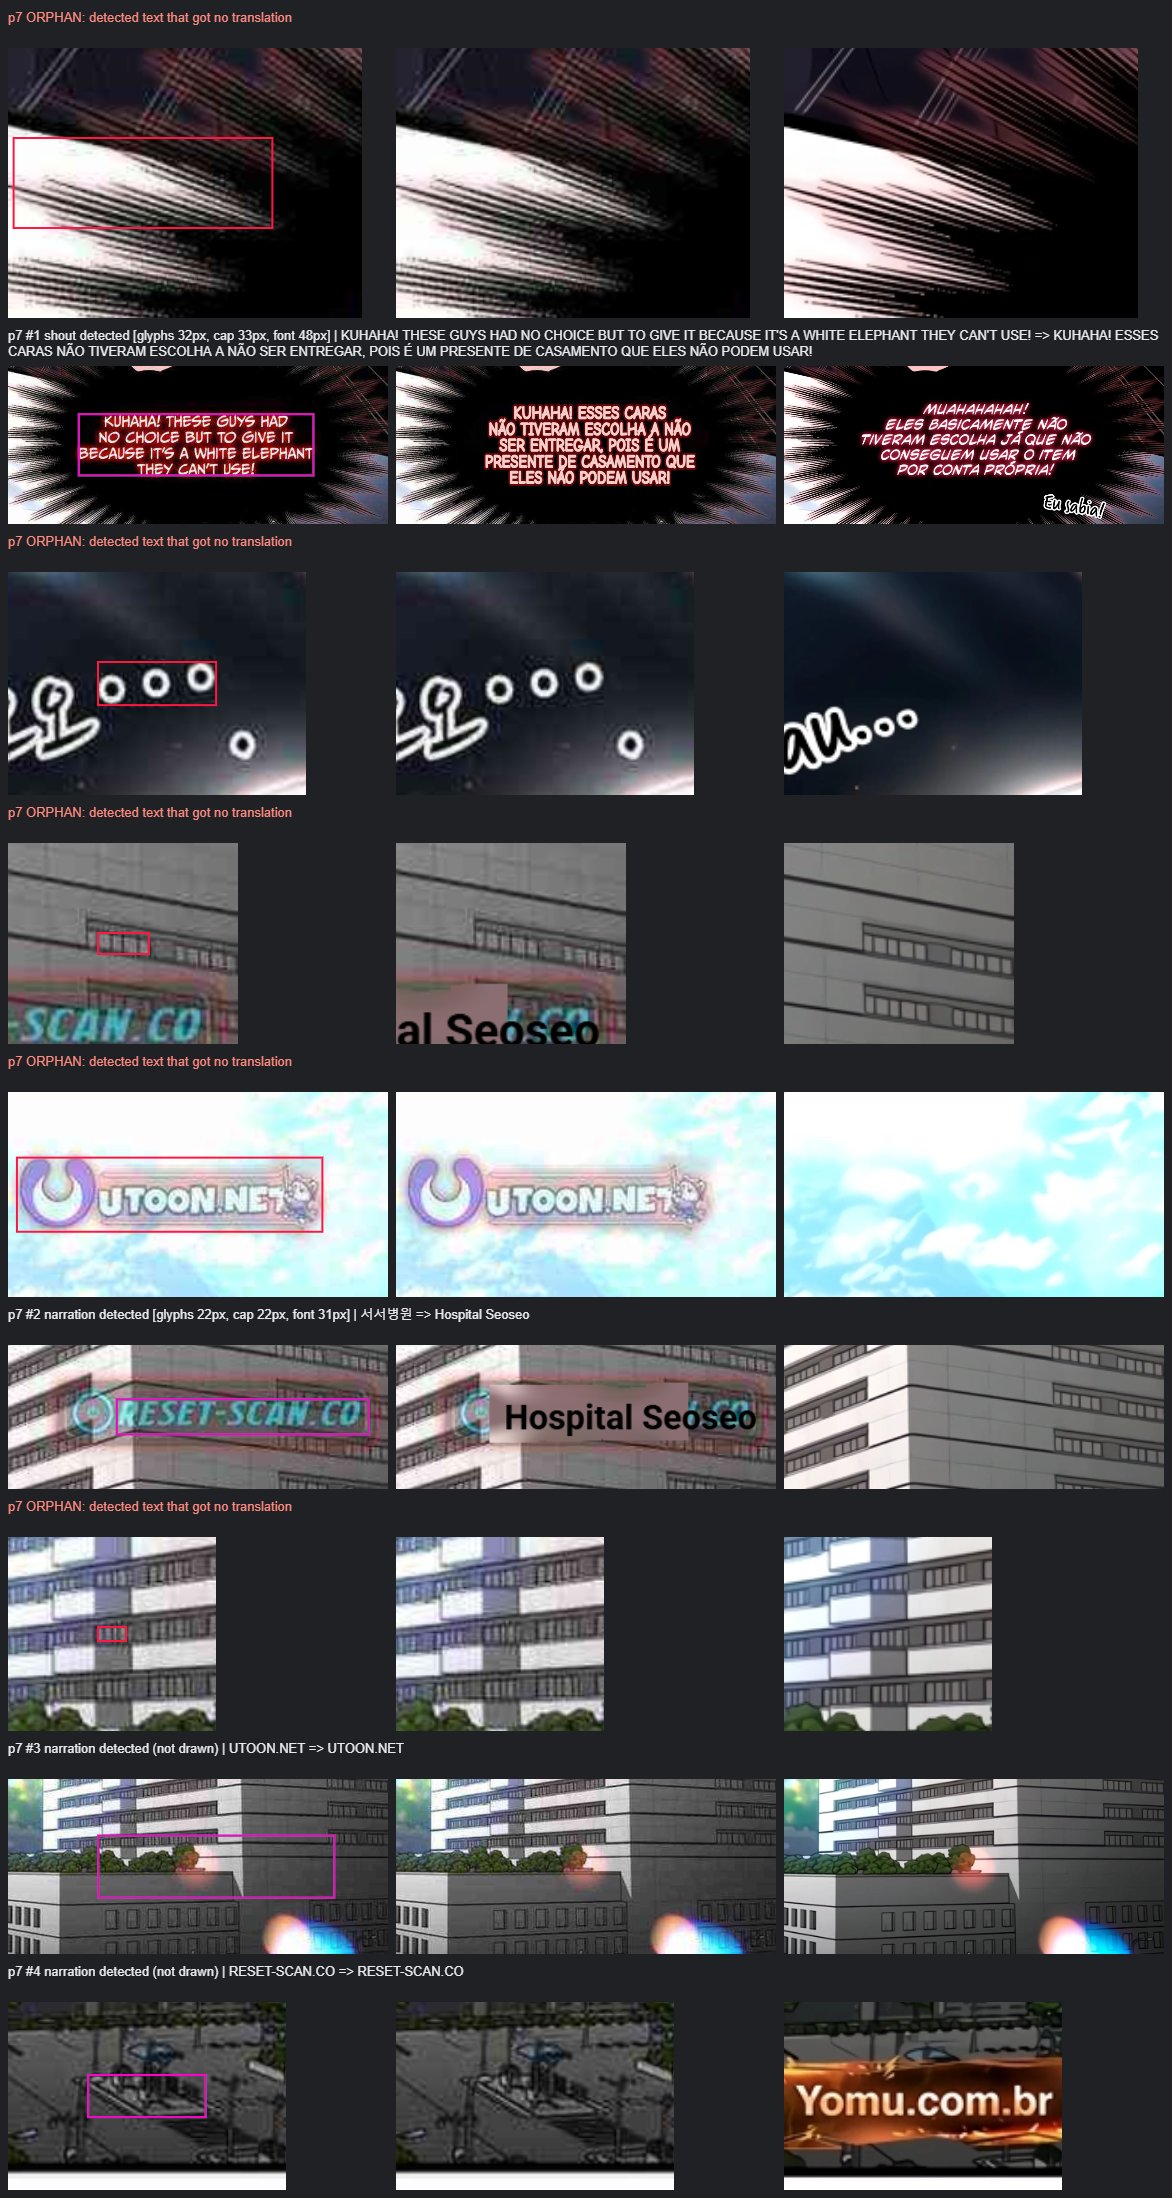 p7 ORPHAN: detected text that got no translation
p7 #1 shout detected [glyphs 32px, cap 33px, font 48px] | KUHAHA! THESE GUYS HAD NO CHOICE BUT TO GIVE IT BECAUSE IT'S A WHITE ELEPHANT THEY CAN'T USE! => KUHAHA! ESSES
CARAS NÃO TIVERAM ESCOLHA A NÃO SER ENTREGAR, POIS É UM PRESENTE DE CASAMENTO QUE ELES NÃO PODEM USAR!
KUHAHA! THESE GUYS HAD
NO CHOICE BUT TO GIVE IT
BECAUSE IT'S A WHITE ELEPHANT
THEY CAN'T USE!
KUHAHA! ESSES CARAS
NÃO TIVERAM ESCOLHA A NÃO
SER ENTREGAR, POIS É UM
PRESENTE DE CASAMENTO QUE
ELES NÃO PODEM USAR!
MUAHAHAHAH!
ELES BASICAMENTE NÃO
TIVERAM ESCOLHA JÁ QUE NÃO
CONSEGUEM USAR O ITEM
POR CONTA PRÓPRIA!
Eu sabia!
p7 ORPHAN: detected text that got no translation
au...
p7 ORPHAN: detected text that got no translation
-SCAN.CO
al Seoseo
p7 ORPHAN: detected text that got no translation
UTOON.NET
UTOON.NET
p7 #2 narration detected [glyphs 22px, cap 22px, font 31px] | 서서병원 => Hospital Seoseo
RESET-SCAN.CO
Hospital Seoseo
p7 ORPHAN: detected text that got no translation
p7 #3 narration detected (not drawn) | UTOON.NET => UTOON.NET
p7 #4 narration detected (not drawn) | RESET-SCAN.CO => RESET-SCAN.CO
Yomu.com.br